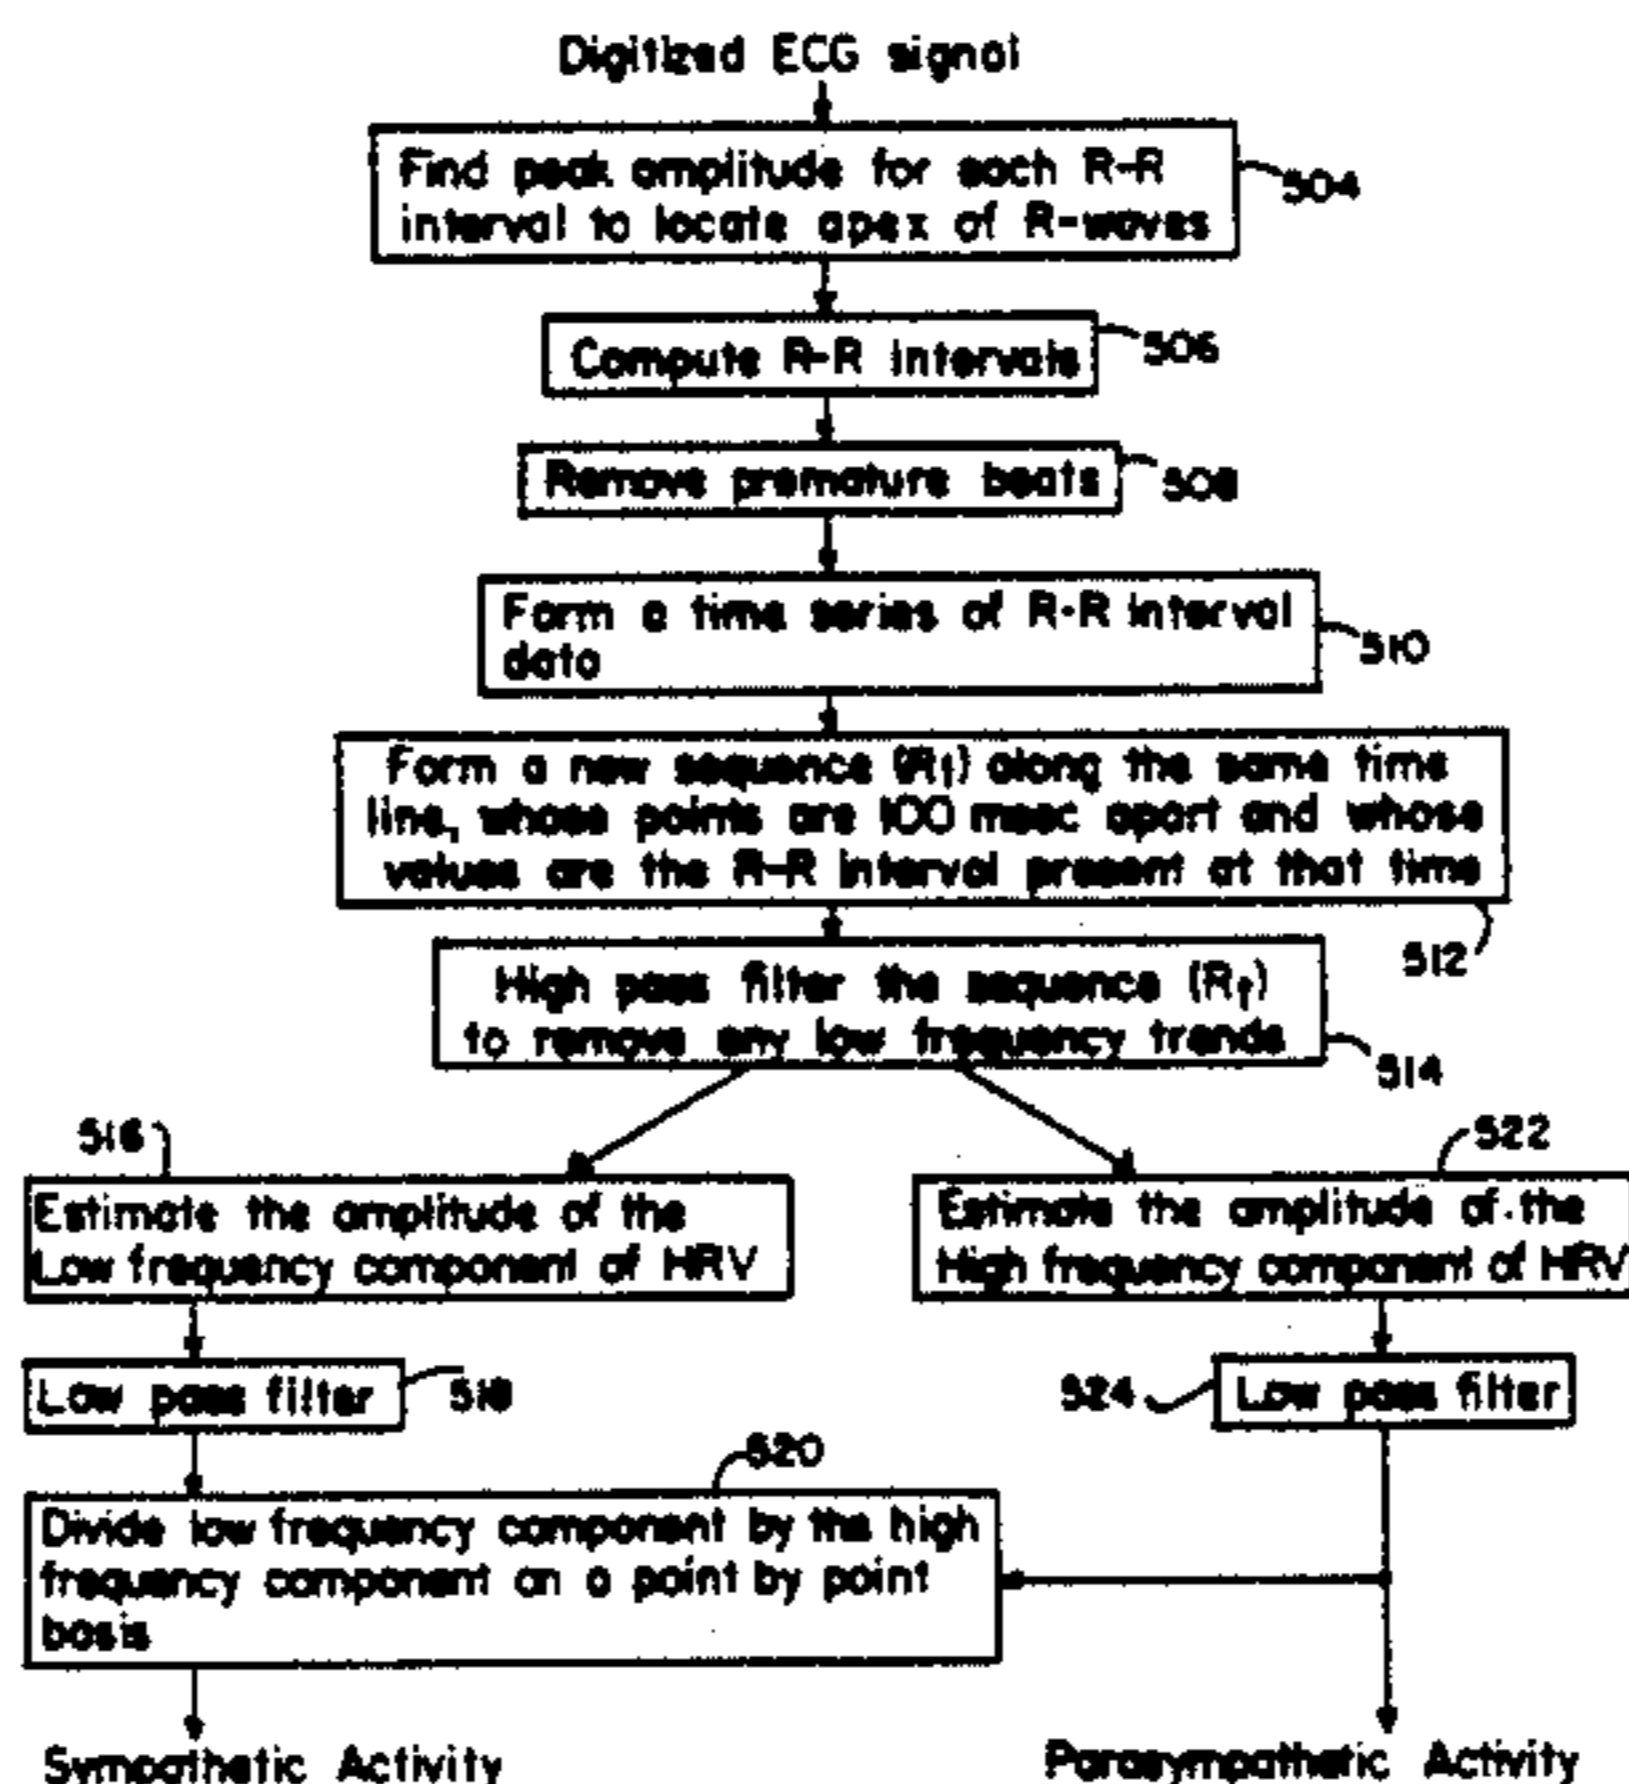 Digitized ECG signal
Find peak amplitude for each R-R
interval to locate apex of R-waves
504
Compute R-R intervals
506
Remove premature beats
508
Form a time series of R-R interval
data
510
Form a new sequence (Rt) along the same time
line, whose points are 100 msec apart and whose
values are the R-R interval present at that time
512
High pass filter the sequence (Rt)
to remove any low frequency trends
514
516
Estimate the amplitude of the
Low frequency component of HRV
522
Estimate the amplitude of the
High frequency component of HRV
Low pass filter
518
524
Low pass filter
520
Divide low frequency component by the high
frequency component on a point by point
basis
Sympathetic Activity
Parasympathetic Activity